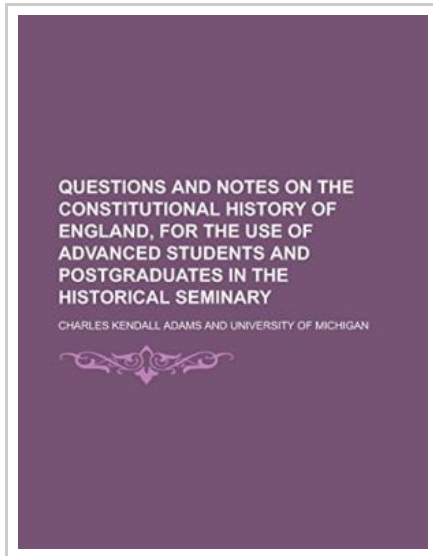 QUESTIONS AND NOTES ON THE
CONSTITUTIONAL HISTORY OF
ENGLAND, FOR THE USE OF
ADVANCED STUDENTS AND
POSTGRADUATES IN THE
HISTORICAL SEMINARY
CHARLES KENDALL ADAMS AND UNIVERSITY OF MICHIGAN